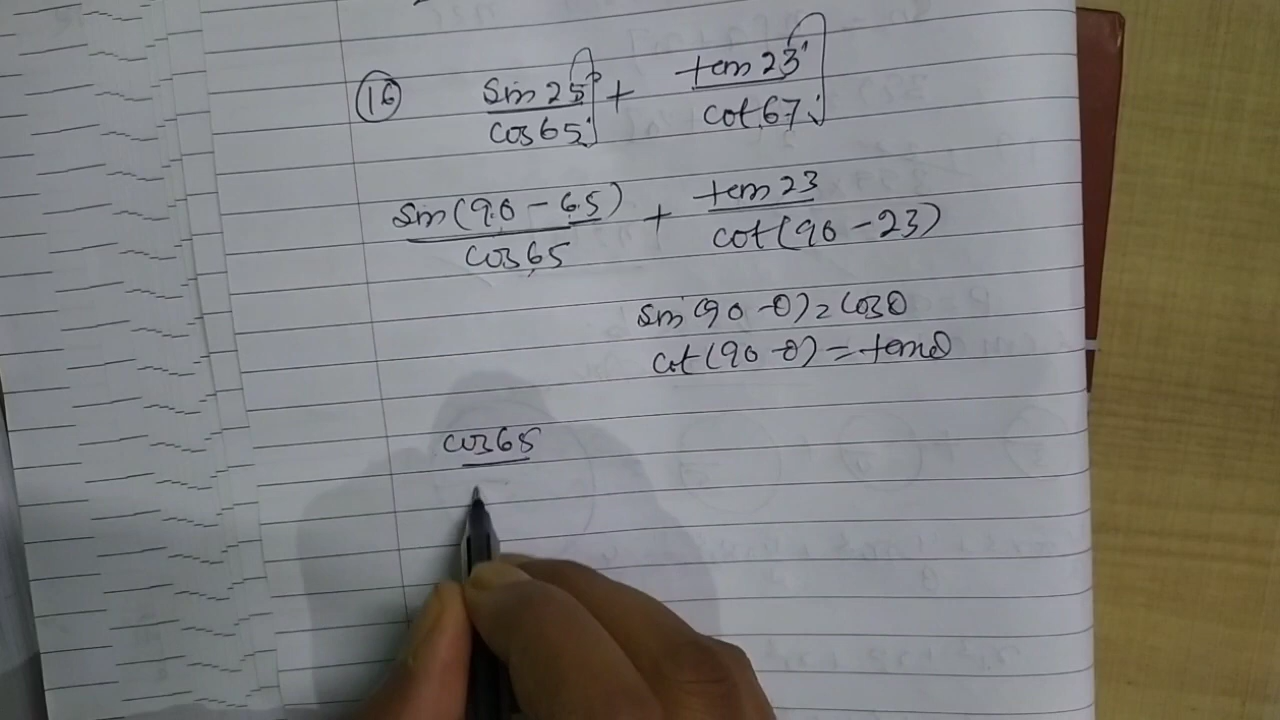 (16) sin 25° / cos 65° + tan 23° / cot 67°
sin(90 - 65) / cos 65 + tan 23 / cot(90 - 23)
sin(90 - θ) = cos θ
cot(90 - θ) = tan θ
cos 65